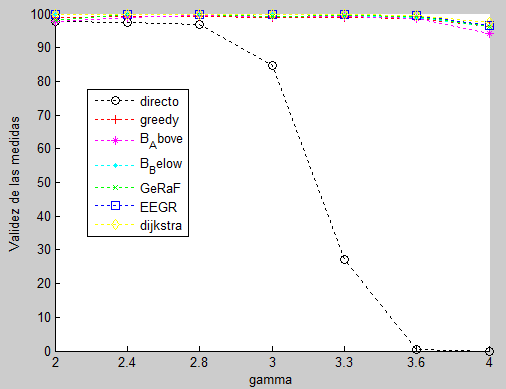 100
90
80
70
60
50
40
30
20
10
0
Validez de las medidas
directo
greedy
B_Above
B_Below
GeRaF
EEGR
dijkstra
2 2.4 2.8 3 3.3 3.6 4
gamma